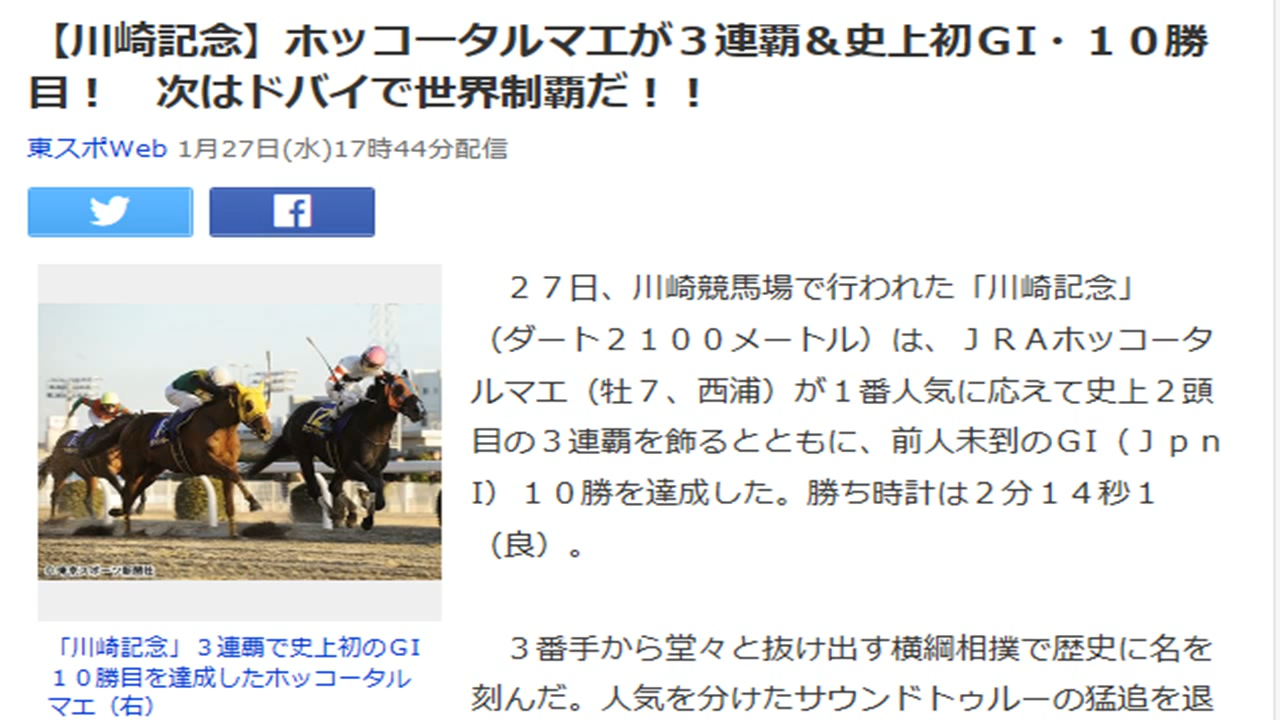 【川崎記念】ホッコータルマエが３連覇＆史上初ＧⅠ・１０勝
目！　次はドバイで世界制覇だ！！
東スポWeb 1月27日(水)17時44分配信
　２７日、川崎競馬場で行われた「川崎記念」
（ダート２１００メートル）は、ＪＲＡホッコータ
ルマエ（牡７、西浦）が１番人気に応えて史上２頭
目の３連覇を飾るとともに、前人未到のＧⅠ（Ｊｐｎ
Ⅰ）１０勝を達成した。勝ち時計は２分１４秒１
（良）。
　３番手から堂々と抜け出す横綱相撲で歴史に名を
刻んだ。人気を分けたサウンドトゥルーの猛追を退
©東京スポーツ新聞社
「川崎記念」３連覇で史上初のＧⅠ
１０勝目を達成したホッコータル
マエ（右）